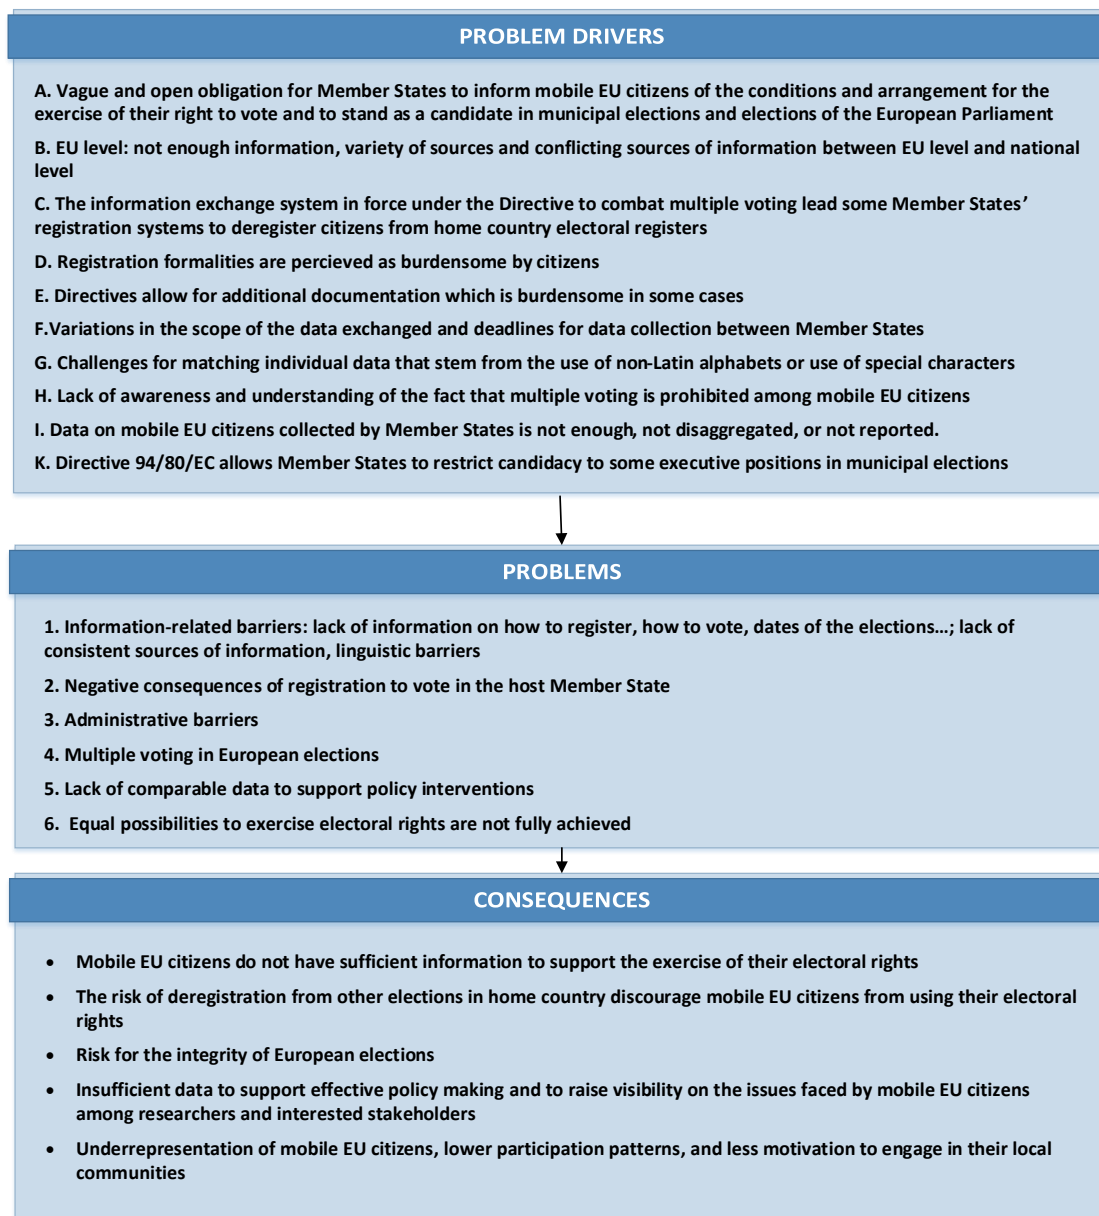 PROBLEM DRIVERS
A. Vague and open obligation for Member States to inform mobile EU citizens of the conditions and arrangement for the
exercise of their right to vote and to stand as a candidate in municipal elections and elections of the European Parliament
B. EU level: not enough information, variety of sources and conflicting sources of information between EU level and national
level
C. The information exchange system in force under the Directive to combat multiple voting lead some Member States'
registration systems to deregister citizens from home country electoral registers
D. Registration formalities are percieved as burdensome by citizens
E. Directives allow for additional documentation which is burdensome in some cases
F.Variations in the scope of the data exchanged and deadlines for data collection between Member States
G. Challenges for matching individual data that stem from the use of non-Latin alphabets or use of special characters
H. Lack of awareness and understanding of the fact that multiple voting is prohibited among mobile EU citizens
I. Data on mobile EU citizens collected by Member States is not enough, not disaggregated, or not reported.
K. Directive 94/80/EC allows Member States to restrict candidacy to some executive positions in municipal elections
PROBLEMS
1. Information-related barriers: lack of information on how to register, how to vote, dates of the elections…; lack of
consistent sources of information, linguistic barriers
2. Negative consequences of registration to vote in the host Member State
3. Administrative barriers
4. Multiple voting in European elections
5. Lack of comparable data to support policy interventions
6. Equal possibilities to exercise electoral rights are not fully achieved
CONSEQUENCES
• Mobile EU citizens do not have sufficient information to support the exercise of their electoral rights
• The risk of deregistration from other elections in home country discourage mobile EU citizens from using their electoral
rights
• Risk for the integrity of European elections
• Insufficient data to support effective policy making and to raise visibility on the issues faced by mobile EU citizens
among researchers and interested stakeholders
• Underrepresentation of mobile EU citizens, lower participation patterns, and less motivation to engage in their local
communities